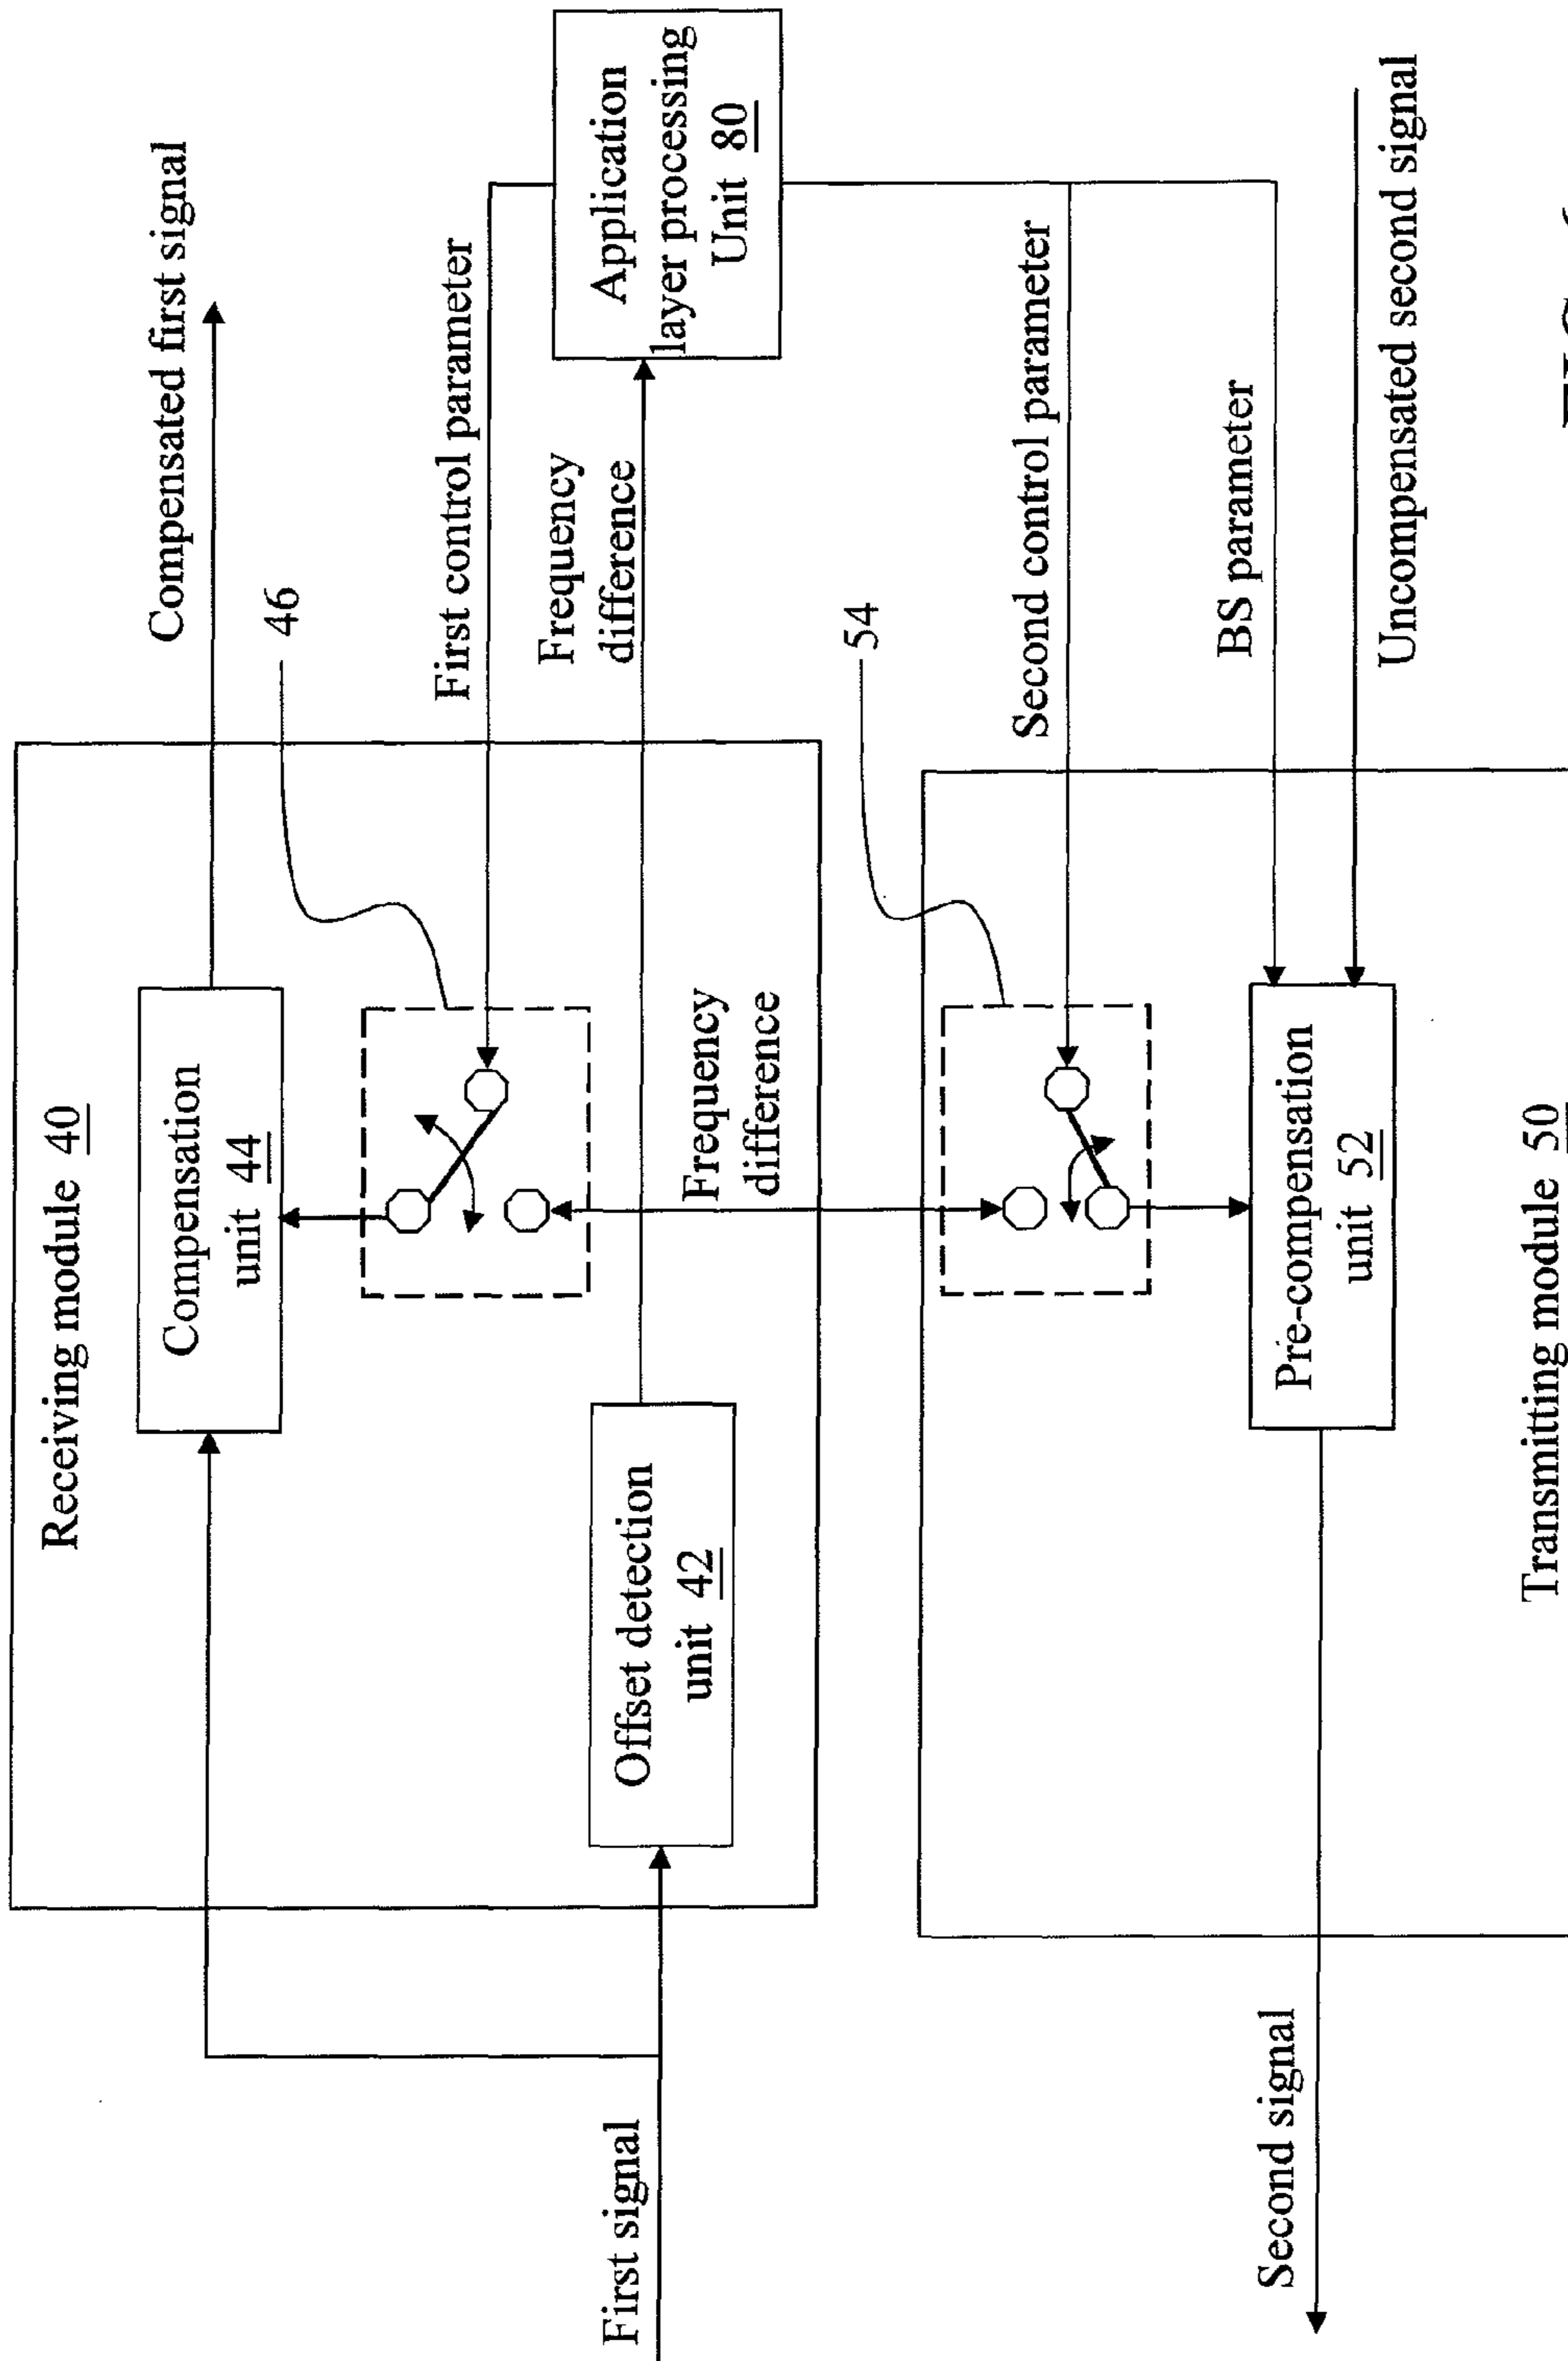 Receiving module 40
Compensation
unit 44
Compensated first signal
46
First control parameter
Frequency
difference
Application
layer processing
Unit 80
Offset detection
unit 42
Frequency
difference
First signal
54
Second control parameter
BS parameter
Pre-compensation
unit 52
Uncompensated second signal
Second signal
Transmitting module 50